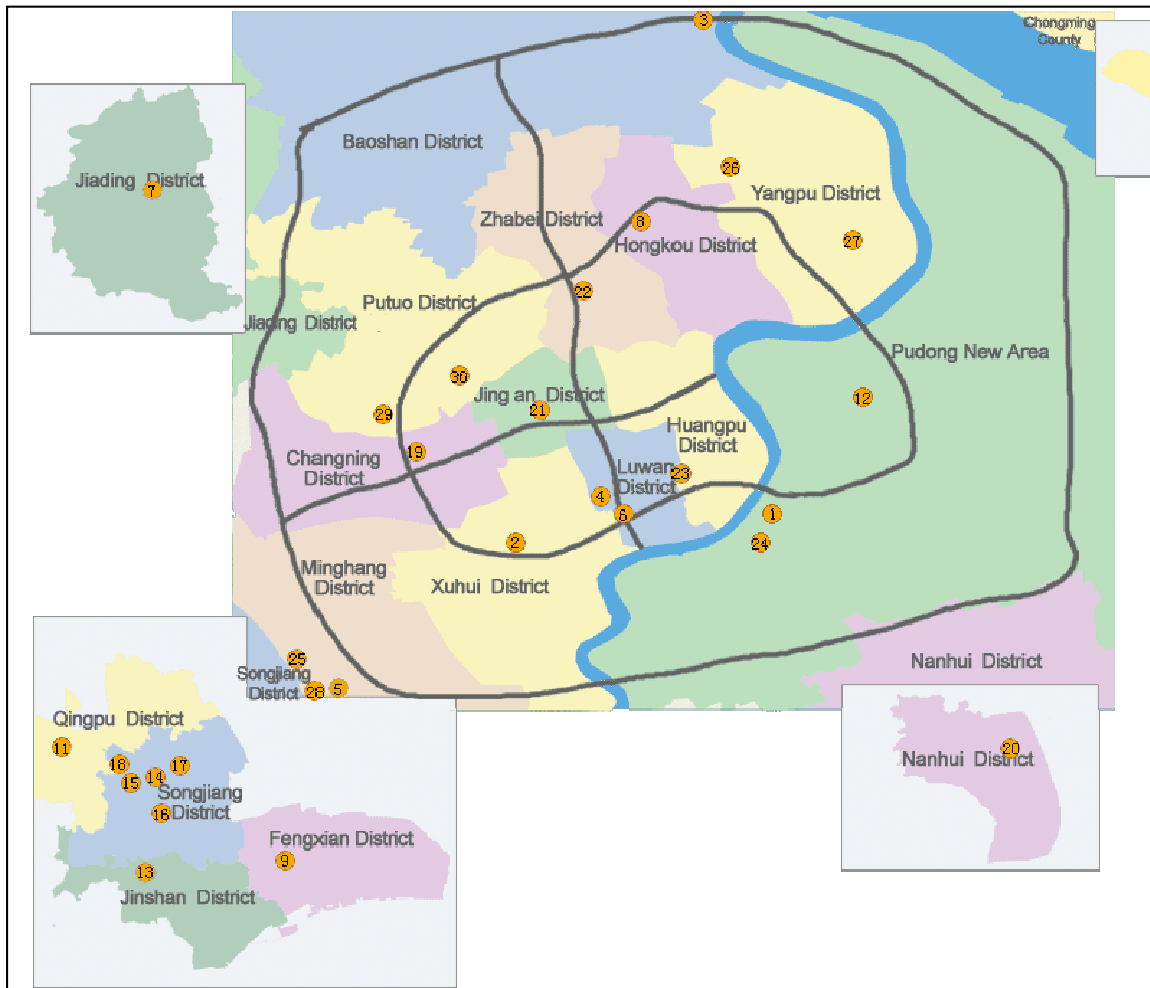 3
Chongming
County
Baoshan District
26
Jiading District
7
Yangpu District
Zhabei District
8
Hongkou District
27
22
Putuo District
Jiading District
Pudong New Area
30
Jing an District
12
21
29
Huangpu
District
19
Changning
District
Luwan
District
23
4
6
1
2
24
Minghang
District
Xuhui District
25
Songjiang
District
28
5
Nanhui District
Qingpu District
11
18
17
14
15
Songjiang
District
16
20
Nanhui District
Fengxian District
9
13
Jinshan District